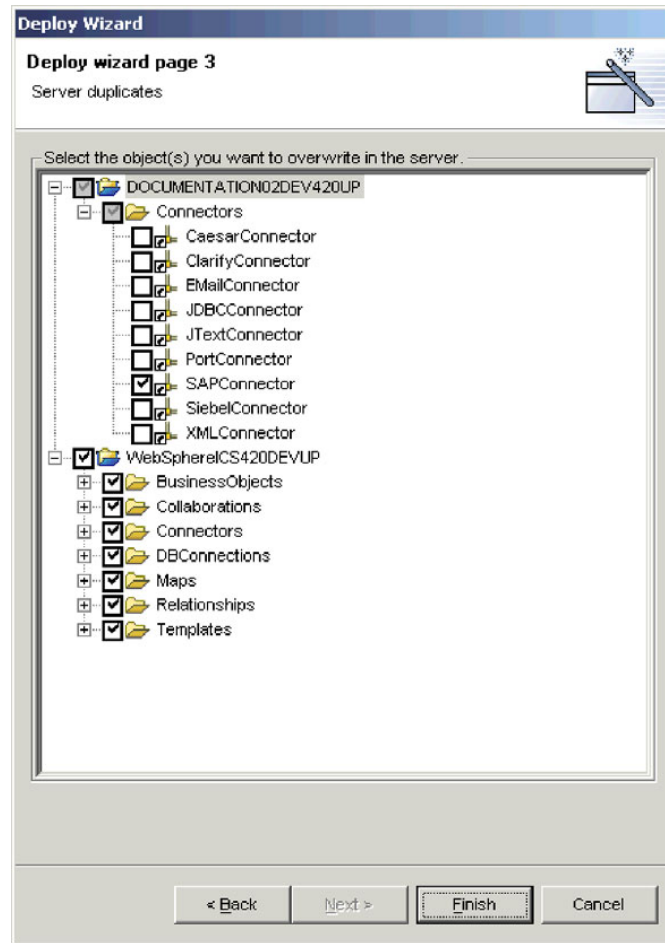 Deploy Wizard
Deploy wizard page 3
Server duplicates
Select the object(s) you want to overwrite in the server.
DOCUMENTATION02DEV420UP
Connectors
CaesarConnector
ClarifyConnector
EMailConnector
JDBCConnector
JTextConnector
PortConnector
SAPConnector
SiebelConnector
XMLConnector
WebSphereICS420DEVUP
BusinessObjects
Collaborations
Connectors
DBConnections
Maps
Relationships
Templates
< Back Next > Finish Cancel